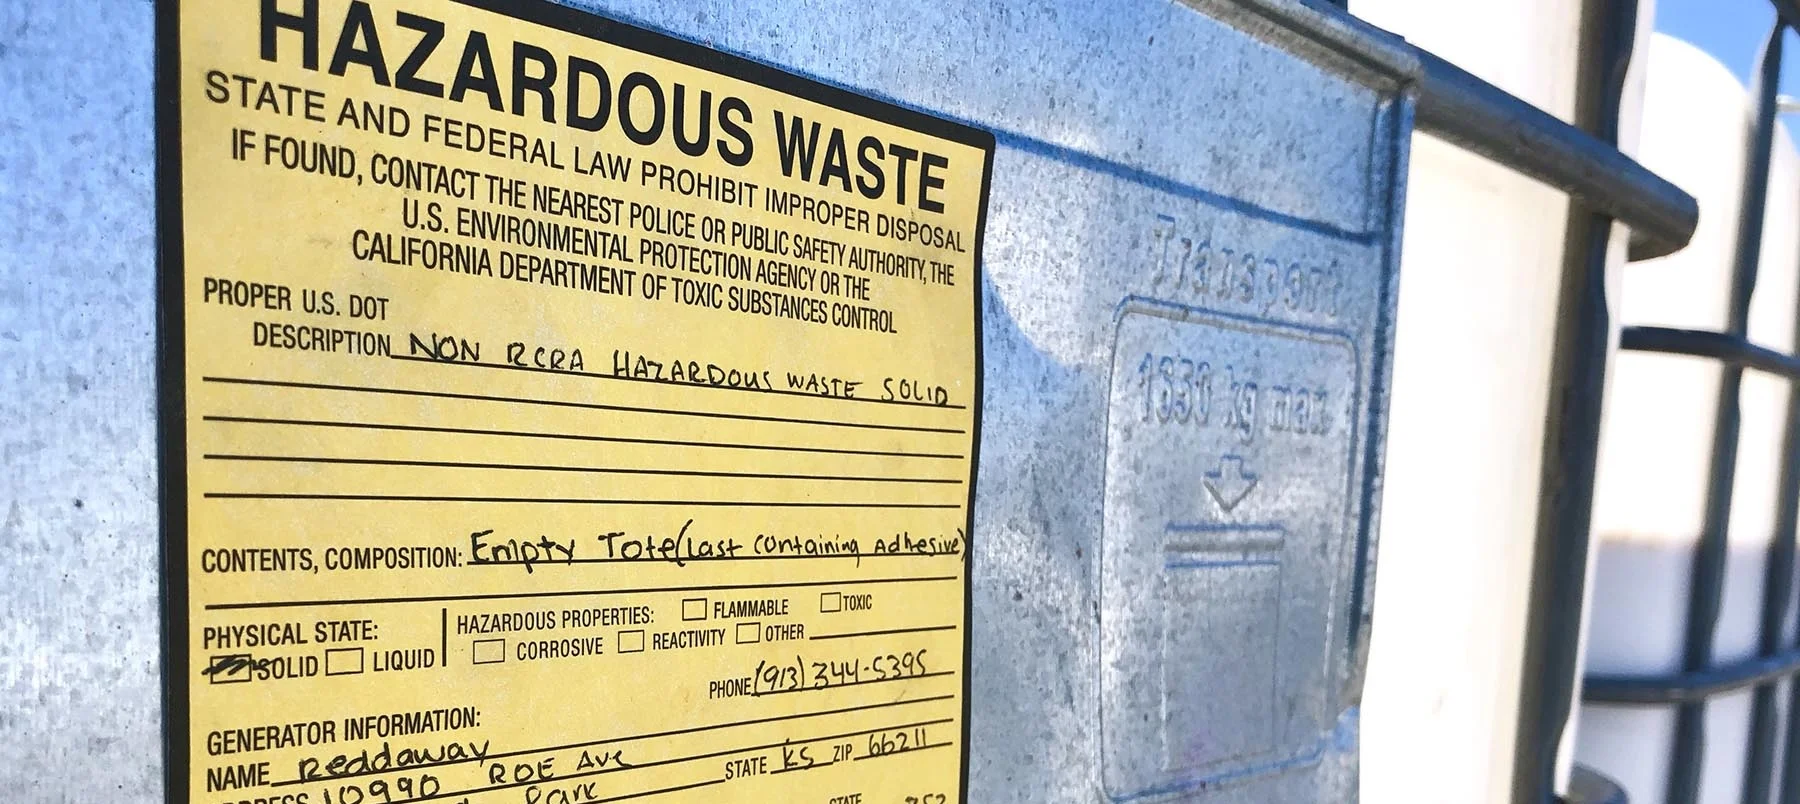 HAZARDOUS WASTE
STATE AND FEDERAL LAW PROHIBIT IMPROPER DISPOSAL
IF FOUND, CONTACT THE NEAREST POLICE OR PUBLIC SAFETY AUTHORITY, THE
U.S. ENVIRONMENTAL PROTECTION AGENCY OR THE
CALIFORNIA DEPARTMENT OF TOXIC SUBSTANCES CONTROL
PROPER U.S. DOT
DESCRIPTION NON RCRA HAZARDOUS WASTE SOLID
CONTENTS, COMPOSITION: Empty Tote (last containing Adhesive)
PHYSICAL STATE: HAZARDOUS PROPERTIES: FLAMMABLE TOXIC
SOLID LIQUID CORROSIVE REACTIVITY OTHER
PHONE (913) 344-5395
GENERATOR INFORMATION:
NAME Reddaway
10990 ROE Ave STATE KS ZIP 66211
Park STATE
Transport
1630 kg max